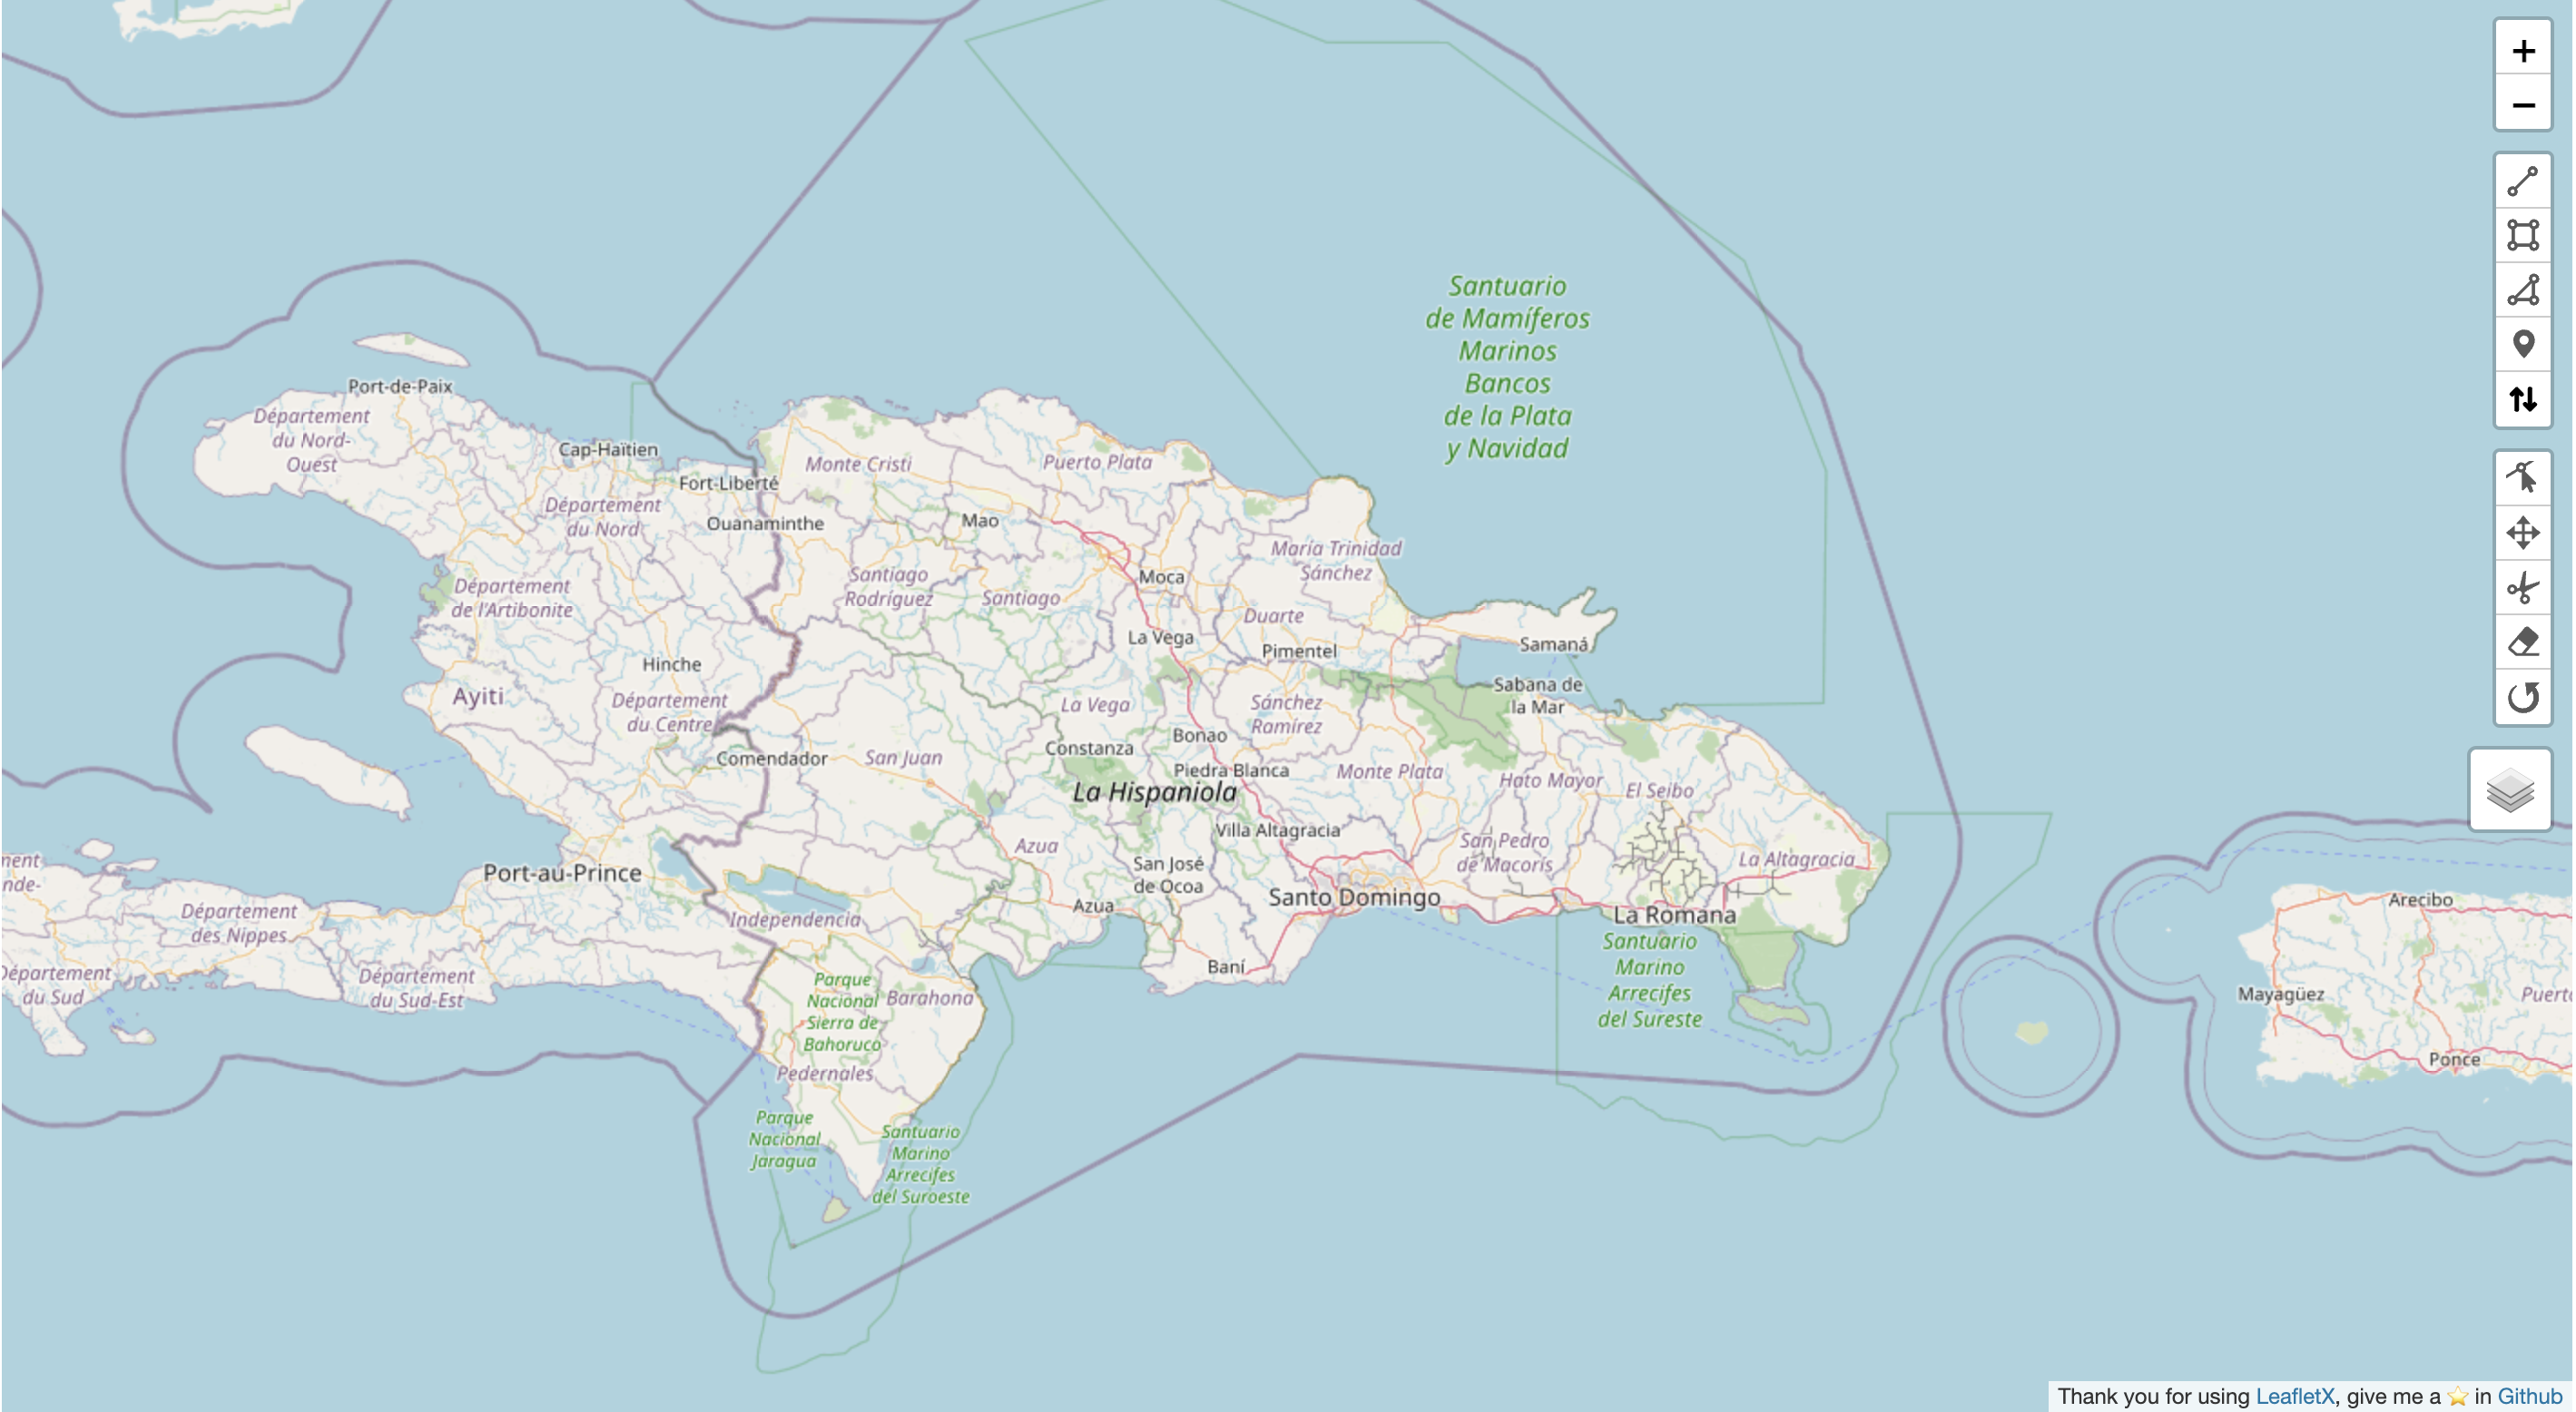 Santuario
de Mamíferos
Marinos
Bancos
de la Plata
y Navidad
Port-de-Paix
Département
du Nord-
Ouest
Cap-Haïtien
Monte Cristi
Puerto Plata
Fort-Liberté
Département
du Nord
Ouanaminthe
Mao
María Trinidad
Sánchez
Département
de l'Artibonite
Santiago
Rodríguez
Santiago
Moca
Duarte
La Vega
Pimentel
Samaná
Hinche
Ayiti
Département
du Centre
La Vega
Sánchez
Ramírez
Sabana de
la Mar
Comendador
San Juan
Constanza
Bonao
Piedra Blanca
La Hispaniola
Monte Plata
Hato Mayor
El Seibo
Villa Altagracia
Azua
San Pedro
de Macorís
La Altagracia
ment
nde-
Port-au-Prince
San José
de Ocoa
Azua
Santo Domingo
La Romana
Arecibo
Département
des Nippes
Independencia
Santuario
Marino
Arrecifes
del Sureste
Baní
Département
du Sud
Département
du Sud-Est
Parque
Nacional
Sierra de
Bahoruco
Barahona
Mayagüez
Puerto
Ponce
Pedernales
Parque
Nacional
Jaragua
Santuario
Marino
Arrecifes
del Suroeste
Thank you for using LeafletX, give me a ⭐ in Github